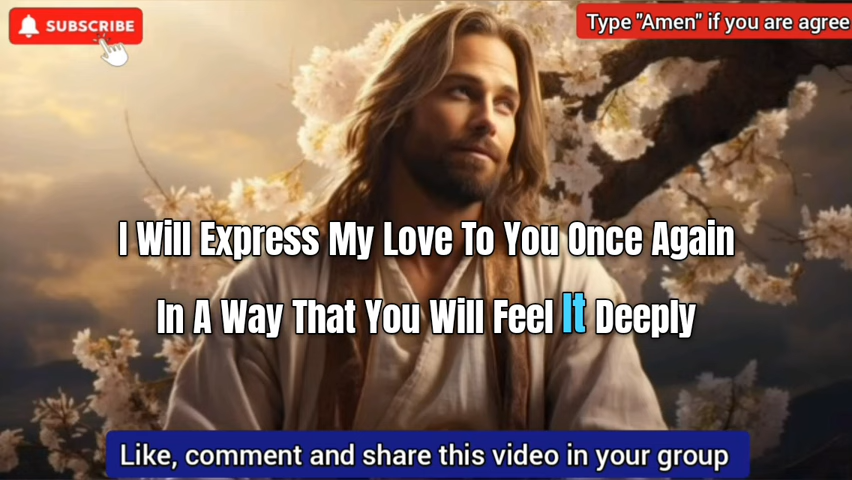 SUBSCRIBE
Type "Amen" if you are agree
I Will Express My Love To You Once Again
In A Way That You Will Feel It Deeply
Like, comment and share this video in your group